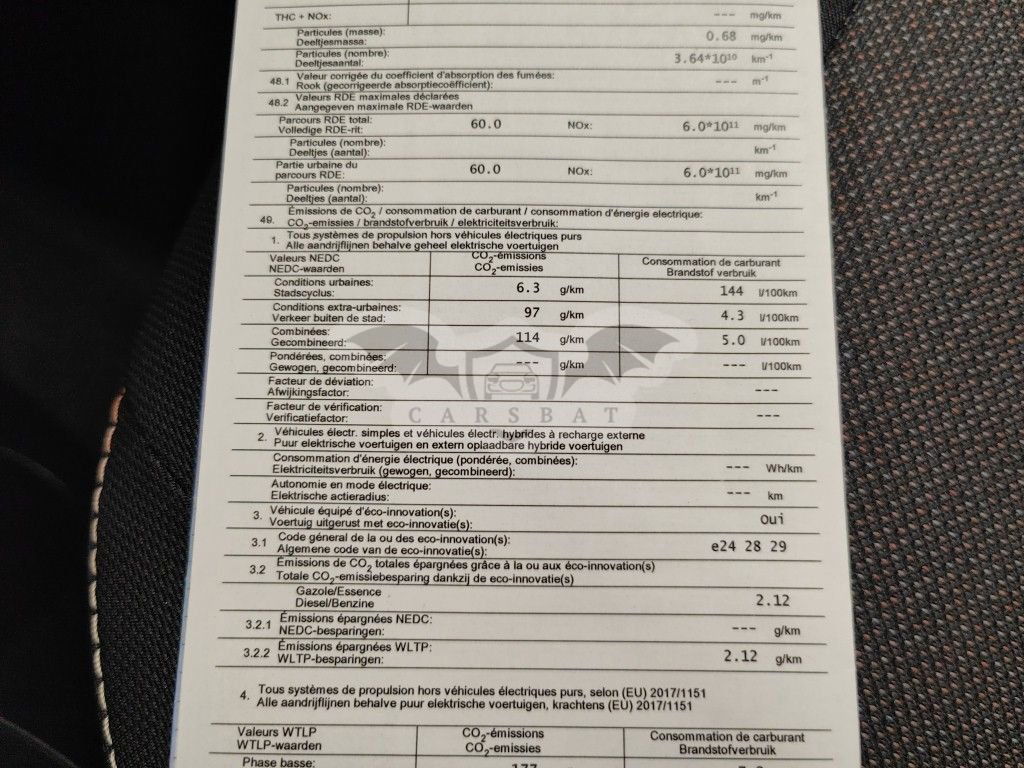 THC + NOx: --- mg/km
Particules (masse):
Deeltjesmassa: 0.68 mg/km
Particules (nombre):
Deeltjesaantal: 3.64*10¹⁰ km⁻¹
48.1 Valeur corrigée du coefficient d'absorption des fumées:
Rook (gecorrigeerde absorptiecoëfficient): --- m⁻¹
48.2 Valeurs RDE maximales déclarées
Aangegeven maximale RDE-waarden
Parcours RDE total:
Volledige RDE-rit: 60.0 NOx: 6.0*10¹¹ mg/km
Particules (nombre):
Deeltjes (aantal): km⁻¹
Partie urbaine du
parcours RDE: 60.0 NOx: 6.0*10¹¹ mg/km
Particules (nombre):
Deeltjes (aantal): km⁻¹
49. Émissions de CO₂ / consommation de carburant / consommation d'énergie electrique:
CO₂-emissies / brandstofverbruik / elektriciteitsverbruik:
1. Tous systèmes de propulsion hors véhicules électriques purs
Alle aandrijflijnen behalve geheel elektrische voertuigen
Valeurs NEDC CO₂-émissions Consommation de carburant
NEDC-waarden CO₂-emissies Brandstof verbruik
Conditions urbaines:
Stadscyclus: 6.3 g/km 144 l/100km
Conditions extra-urbaines:
Verkeer buiten de stad: 97 g/km 4.3 l/100km
Combinées:
Gecombineerd: 114 g/km 5.0 l/100km
Pondérées, combinées:
Gewogen, gecombineerd: --- g/km --- l/100km
Facteur de déviation:
Afwijkingsfactor: ---
Facteur de vérification:
Verificatiefactor: ---
CARSBAT
2. Véhicules électr. simples et véhicules électr. hybrides à recharge externe
Puur elektrische voertuigen en extern oplaadbare hybride voertuigen
Consommation d'énergie électrique (pondérée, combinées):
Elektriciteitsverbruik (gewogen, gecombineerd): --- Wh/km
Autonomie en mode électrique:
Elektrische actieradius: --- km
3. Véhicule équipé d'éco-innovation(s):
Voertuig uitgerust met eco-innovatie(s): Oui
3.1 Code géneral de la ou des eco-innovation(s):
Algemene code van de eco-innovatie(s): e24 28 29
3.2 Émissions de CO₂ totales épargnées grâce à la ou aux éco-innovation(s)
Totale CO₂-emissiebesparing dankzij de eco-innovatie(s)
Gazole/Essence
Diesel/Benzine 2.12
3.2.1 Émissions épargnées NEDC:
NEDC-besparingen: --- g/km
3.2.2 Émissions épargnées WLTP:
WLTP-besparingen: 2.12 g/km
4. Tous systèmes de propulsion hors véhicules électriques purs, selon (EU) 2017/1151
Alle aandrijflijnen behalve puur elektrische voertuigen, krachtens (EU) 2017/1151
Valeurs WTLP CO₂-émissions Consommation de carburant
WTLP-waarden CO₂-emissies Brandstofverbruik
Phase basse: